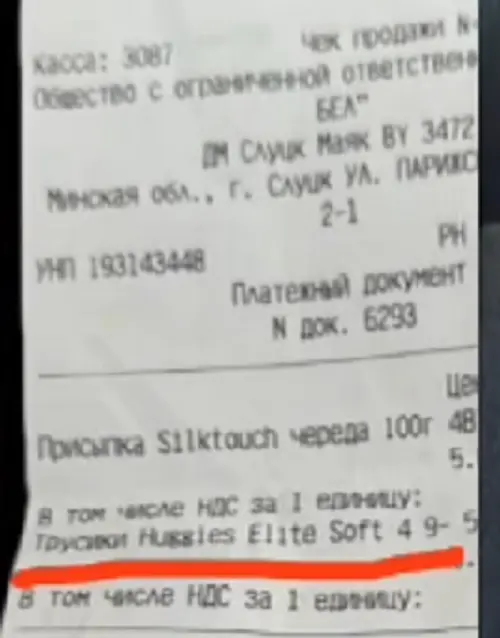 Чек продажи N
Касса: 3087
Общество с ограниченной ответствен
БЕЛ"
ДМ Слуцк Маяк BY 3472
Минская обл., г. Слуцк УЛ. ПАРИЖС
2-1
РН
УНП 193143448
Платежный документ
N док. 6293
Цен
Присыпка Silktouch череда 100г 48
5.
В том числе НДС за 1 единицу:
Трусики Huggies Elite Soft 4 9- 5
В том числе НДС за 1 единицу: